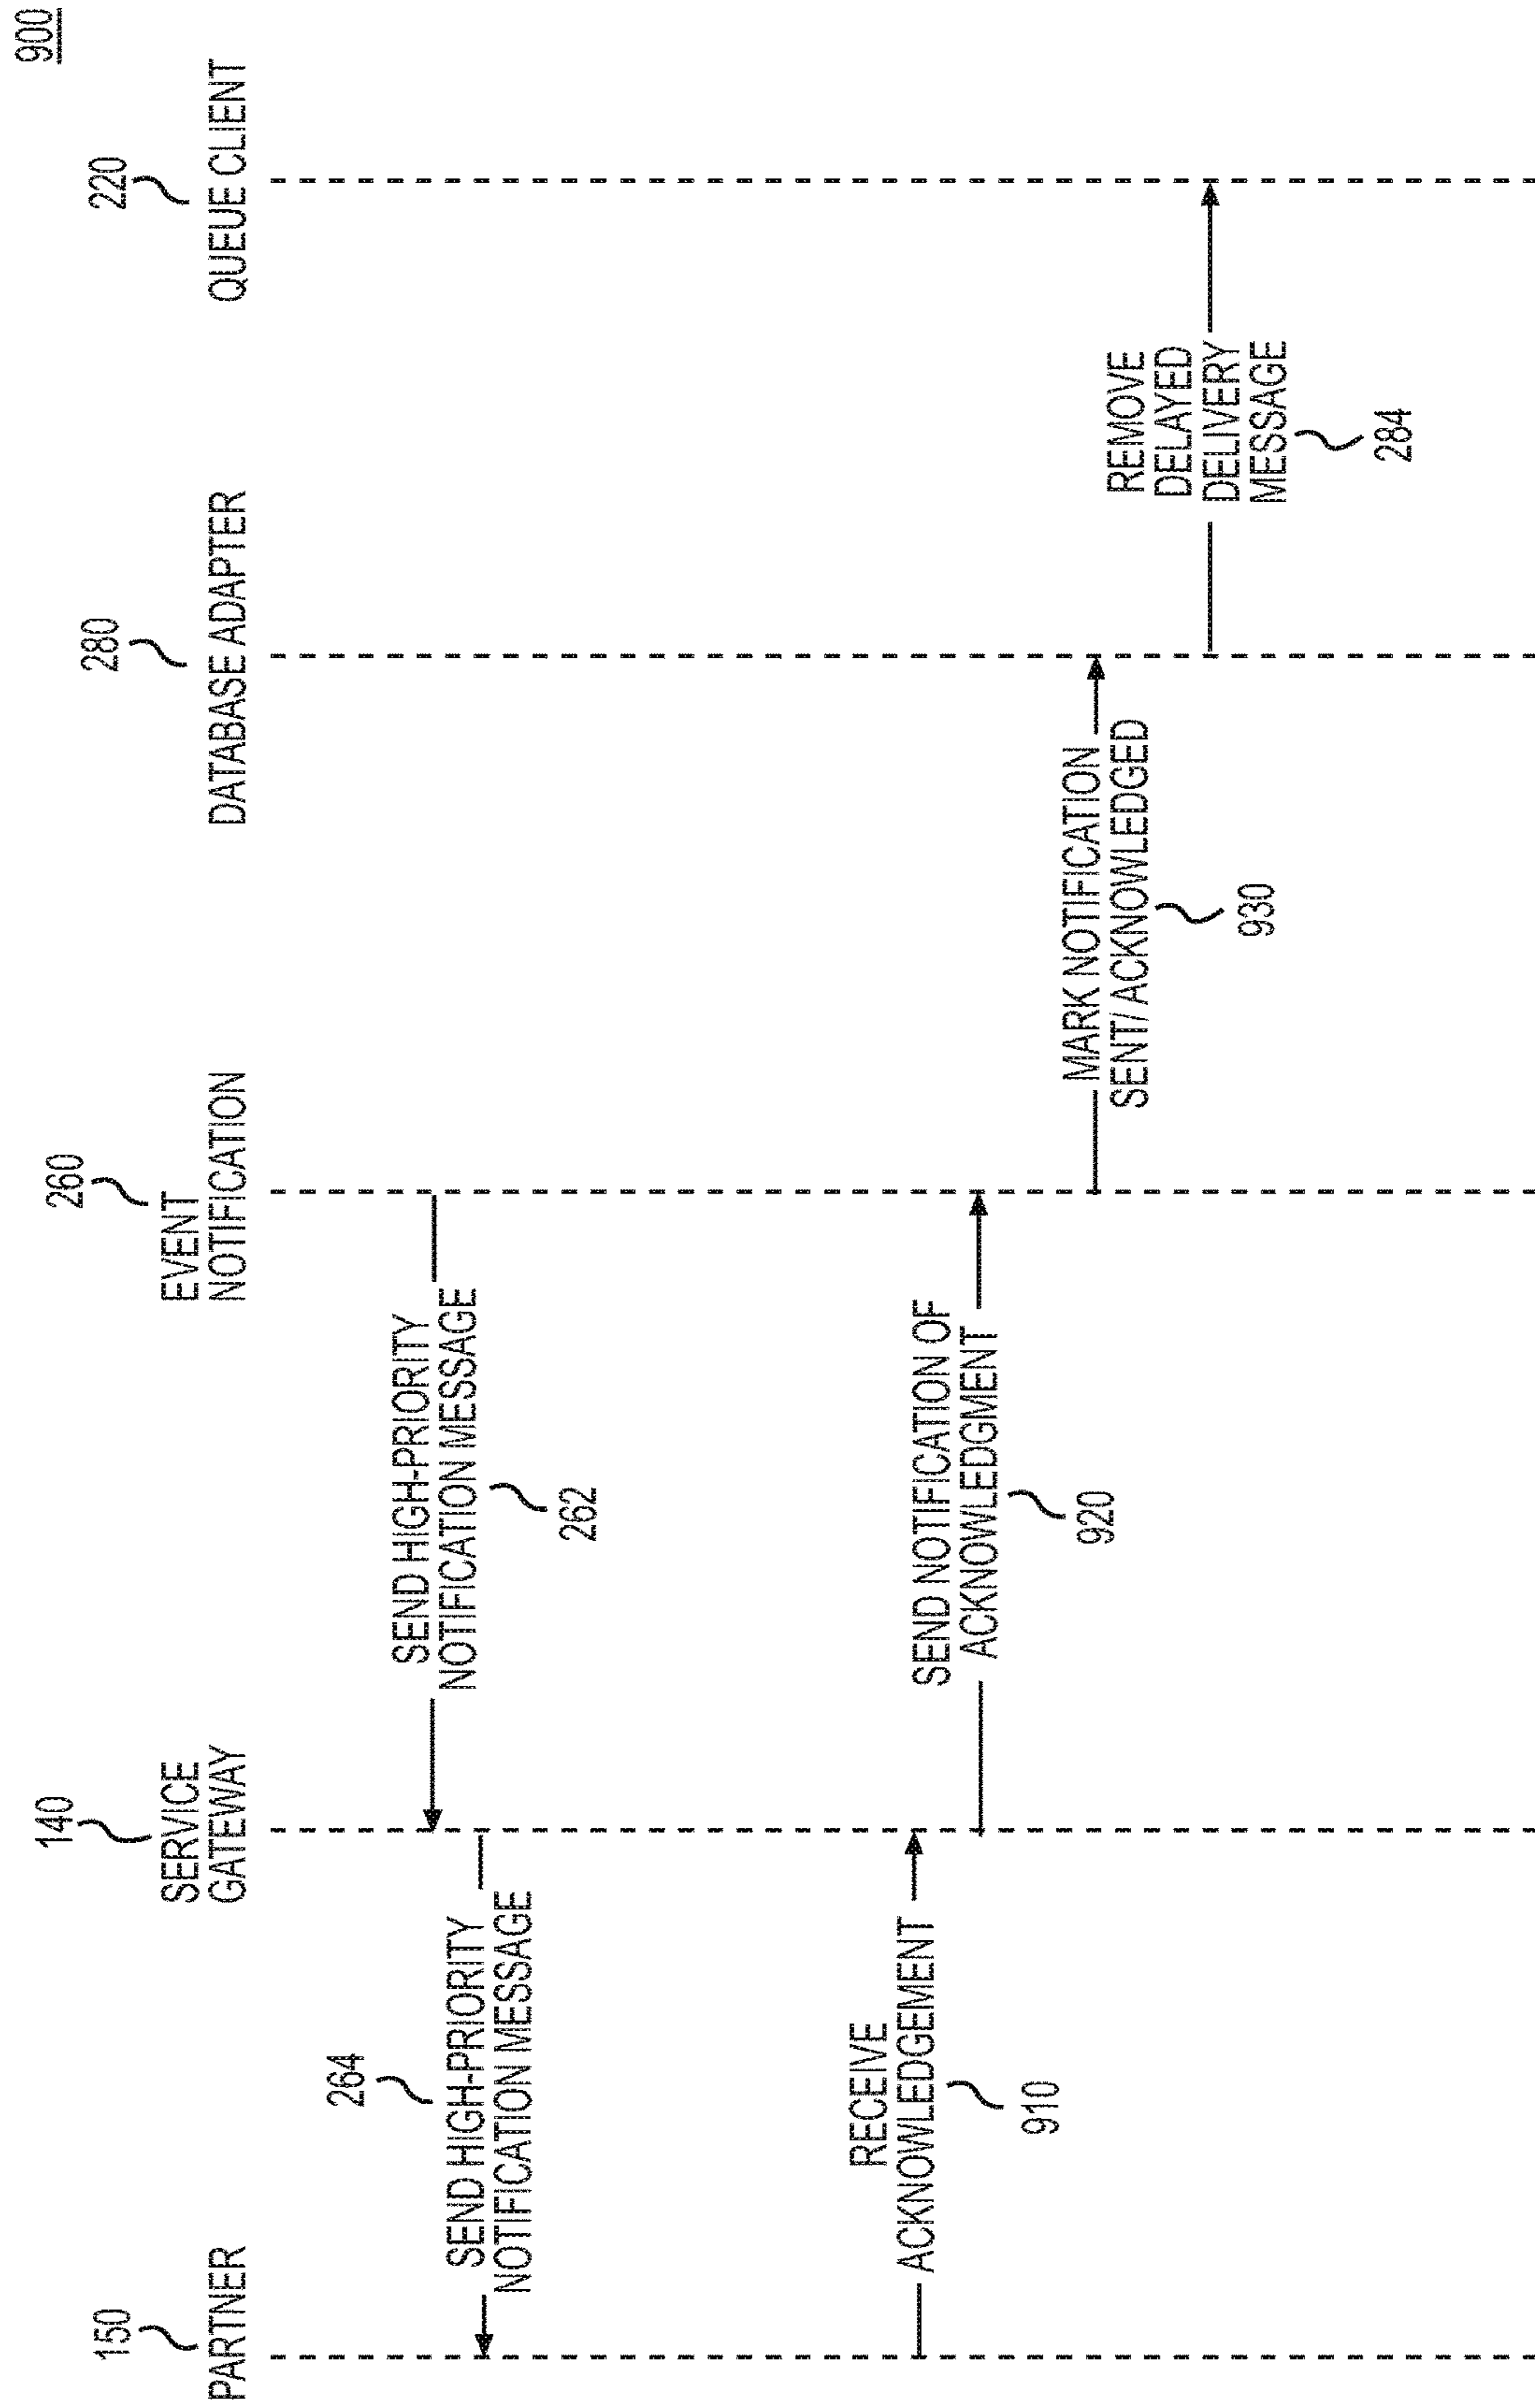 900
150
PARTNER
140
SERVICE
GATEWAY
260
EVENT
NOTIFICATION
280
DATABASE ADAPTER
220
QUEUE CLIENT
SEND HIGH-PRIORITY
NOTIFICATION MESSAGE
262
264
SEND HIGH-PRIORITY
NOTIFICATION MESSAGE
RECEIVE
ACKNOWLEDGEMENT
910
SEND NOTIFICATION OF
ACKNOWLEDGMENT
920
MARK NOTIFICATION
SENT/ ACKNOWLEDGED
930
REMOVE
DELAYED
DELIVERY
MESSAGE
284